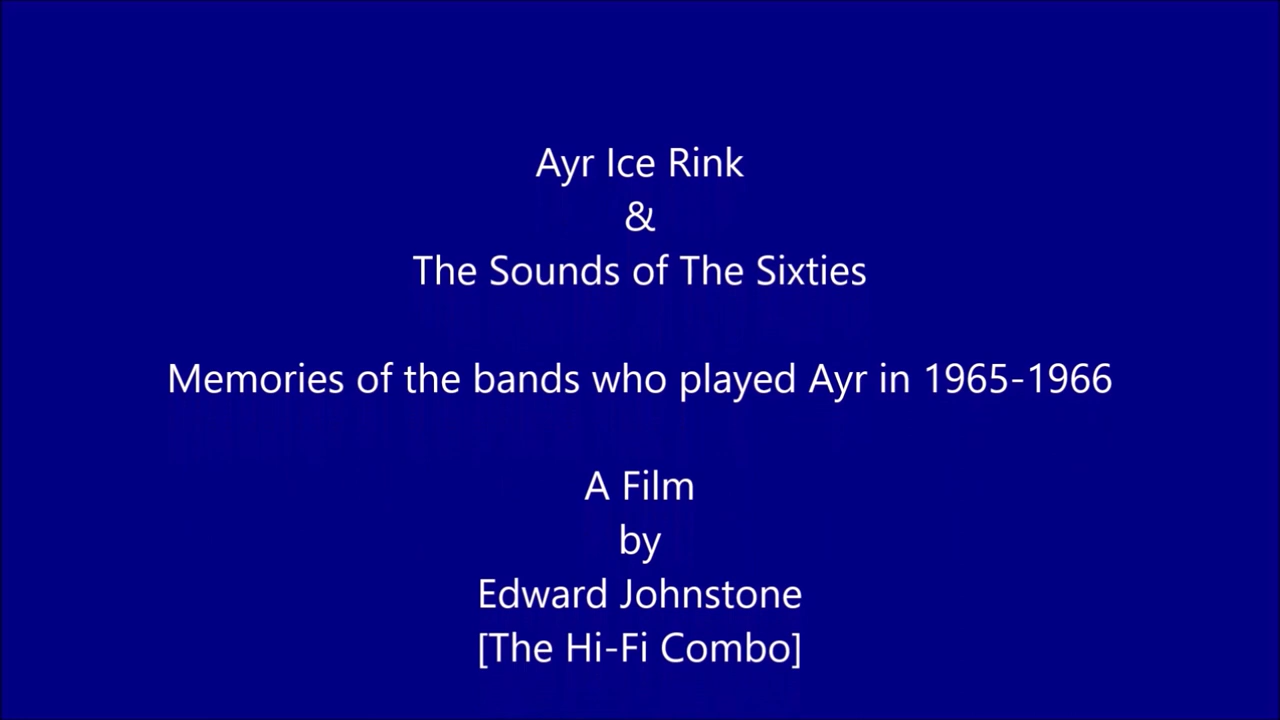 Ayr Ice Rink
&
The Sounds of The Sixties
Memories of the bands who played Ayr in 1965-1966
A Film
by
Edward Johnstone
[The Hi-Fi Combo]